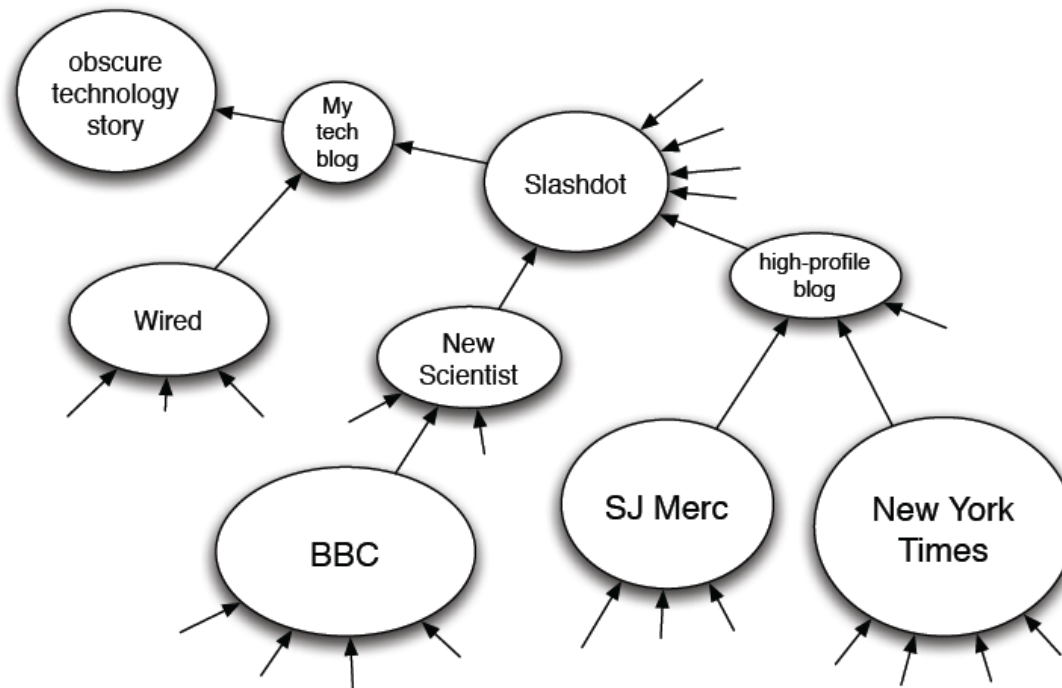 obscure
technology
story
My
tech
blog
Slashdot
high-profile
blog
Wired
New
Scientist
SJ Merc
New York
Times
BBC